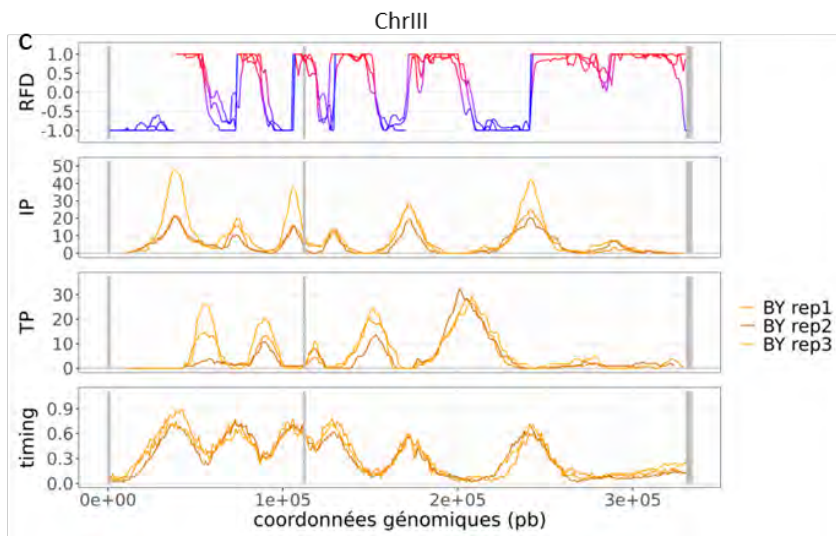 ChrIII
C
RFD
1.0
0.5
0.0
-0.5
-1.0
IP
50
40
30
20
10
0
TP
30
20
10
0
BY rep1
BY rep2
BY rep3
timing
0.9
0.6
0.3
0.0
0e+00 1e+05 2e+05 3e+05
coordonnées génomiques (pb)